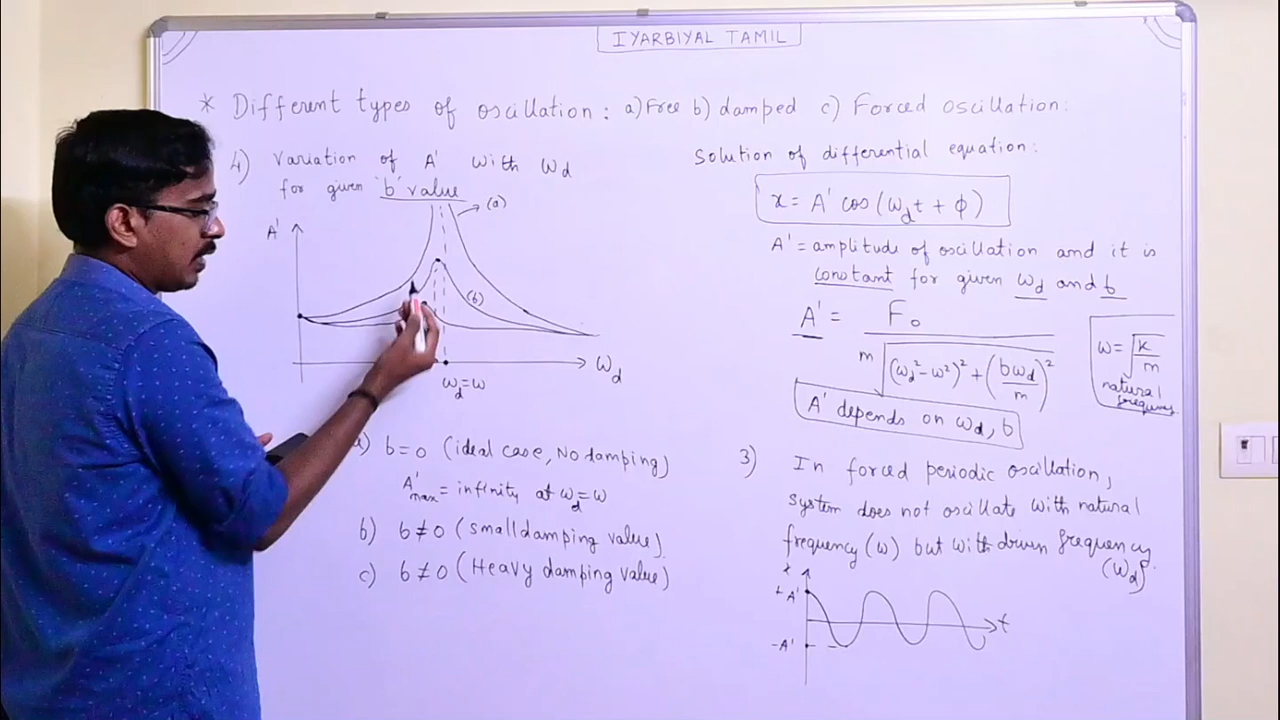 IYARBIYAL TAMIL
* Different types of oscillation: a) Free b) damped c) Forced oscillation:
4) Variation of A' with ωd
for given 'b' value
(a)
A'
(b)
ωd
ωd=ω
a) b=0 (ideal case, No damping)
A'max = infinity at ωd=ω
b) b≠0 (small damping value)
c) b≠0 (Heavy damping value)
Solution of differential equation:
x = A' cos(ωdt + ϕ)
A' = amplitude of oscillation and it is
constant for given ωd and b
A' = F₀ / m√((ωd²-ω²)² + (bωd/m)²)
ω = √(K/m)
natural
frequency
A' depends on ωd, b
3) In forced periodic oscillation,
system does not oscillate with natural
frequency (ω) but with driven frequency
(ωd).
x
+A'
t
-A'